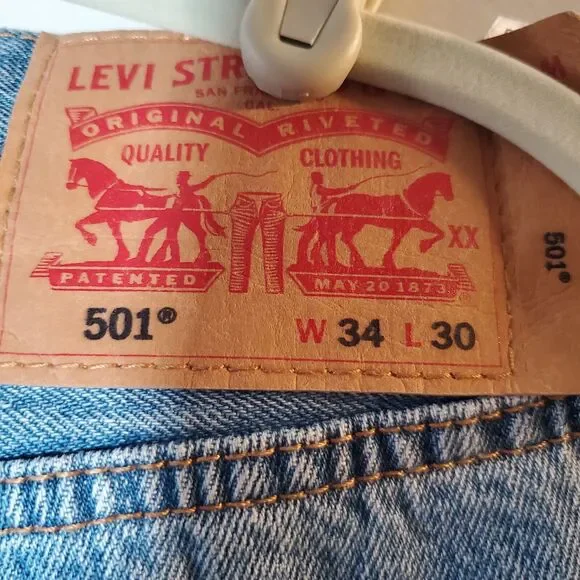 LEVI STR
SAN FRA
ORIGINAL RIVETED
QUALITY CLOTHING
XX
PATENTED MAY 20 1873
501® W 34 L 30
501®